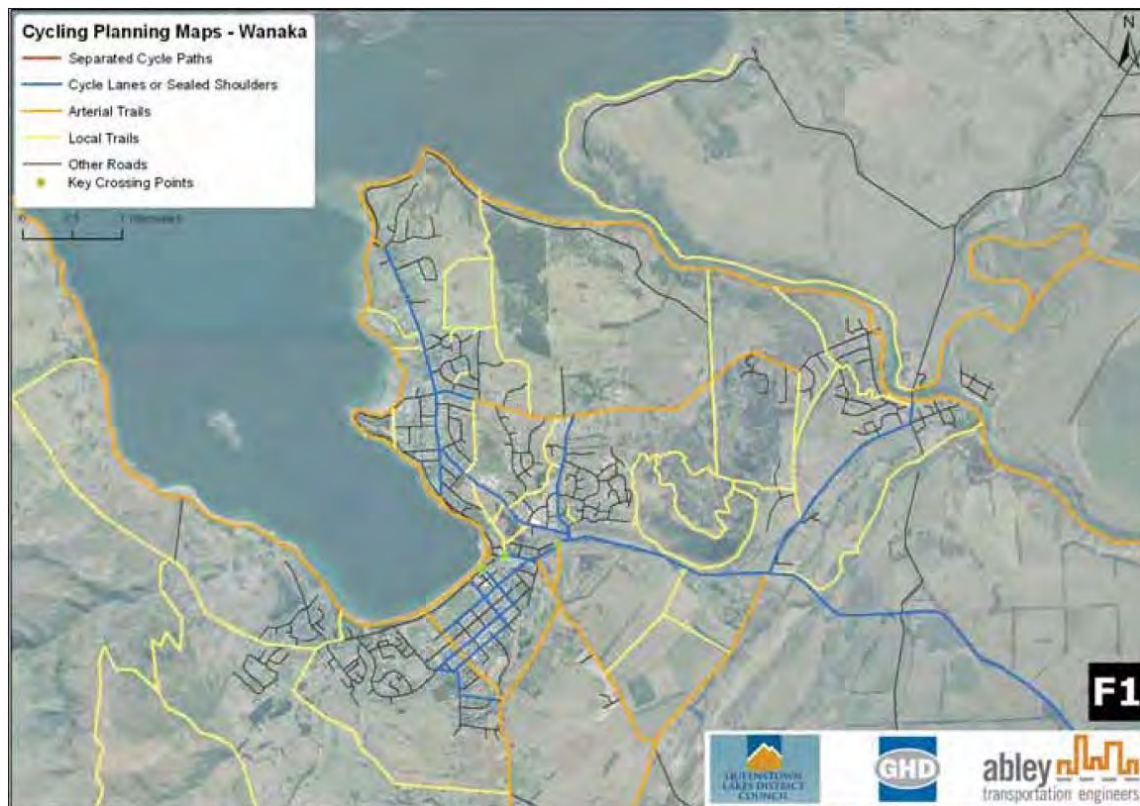 Cycling Planning Maps - Wanaka
Separated Cycle Paths
Cycle Lanes or Sealed Shoulders
Arterial Trails
Local Trails
Other Roads
Key Crossing Points
N
F1
QUEENSTOWN
LAKES DISTRICT
COUNCIL
GHD
abley
transportation engineers